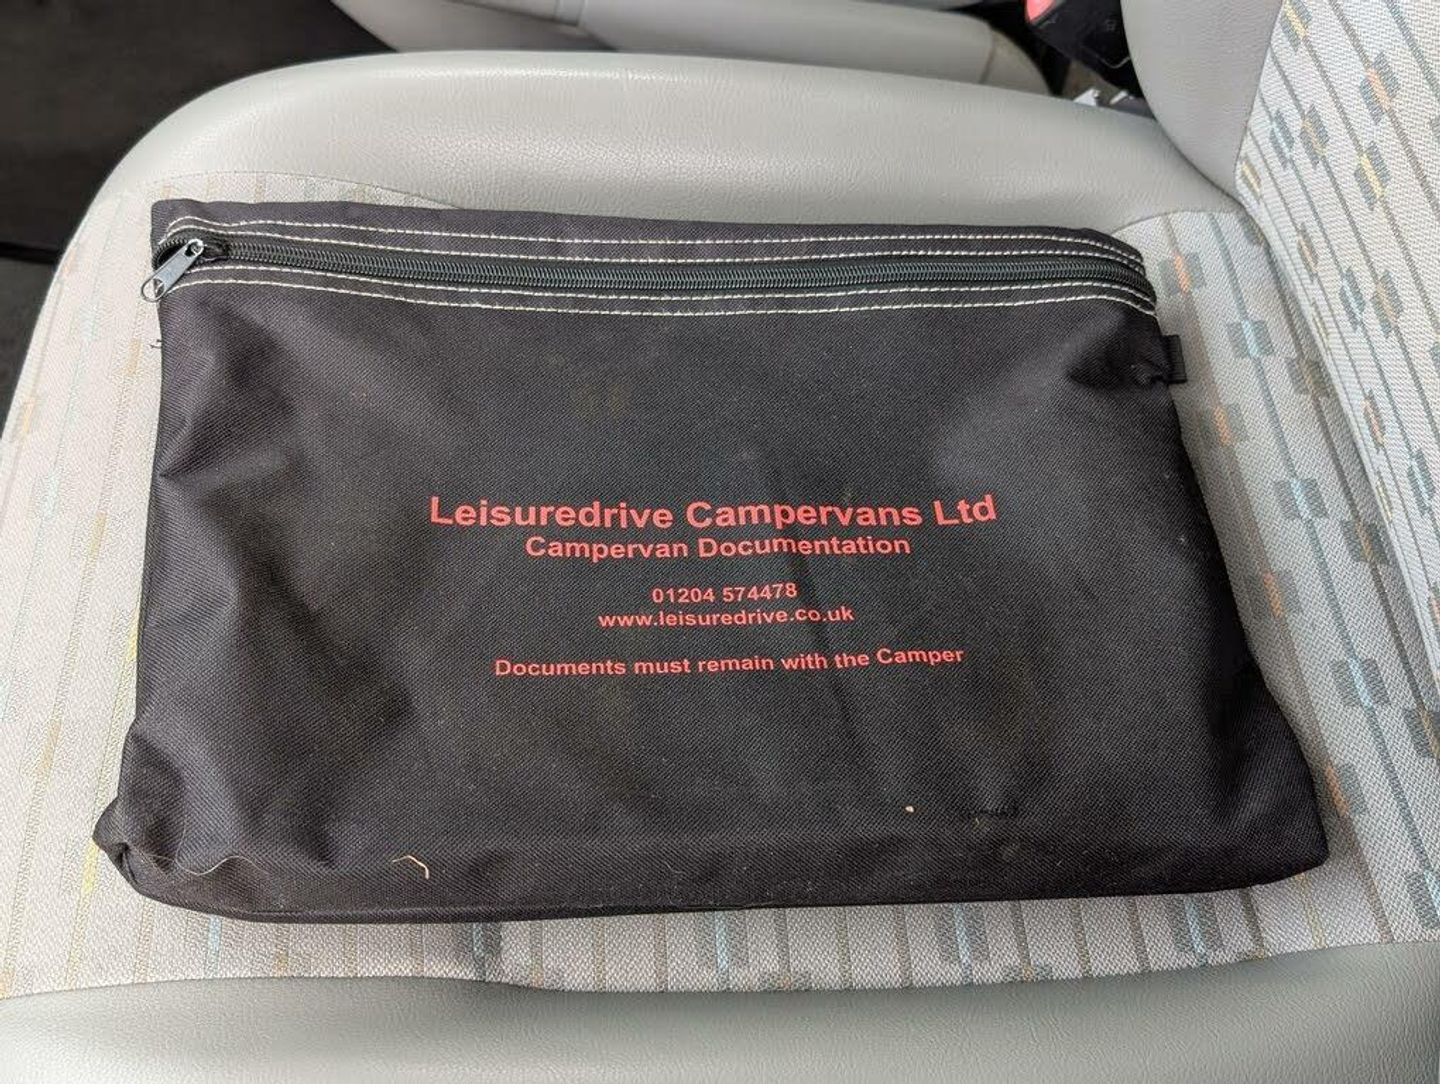 Leisuredrive Campervans Ltd
Campervan Documentation
01204 574478
www.leisuredrive.co.uk
Documents must remain with the Camper